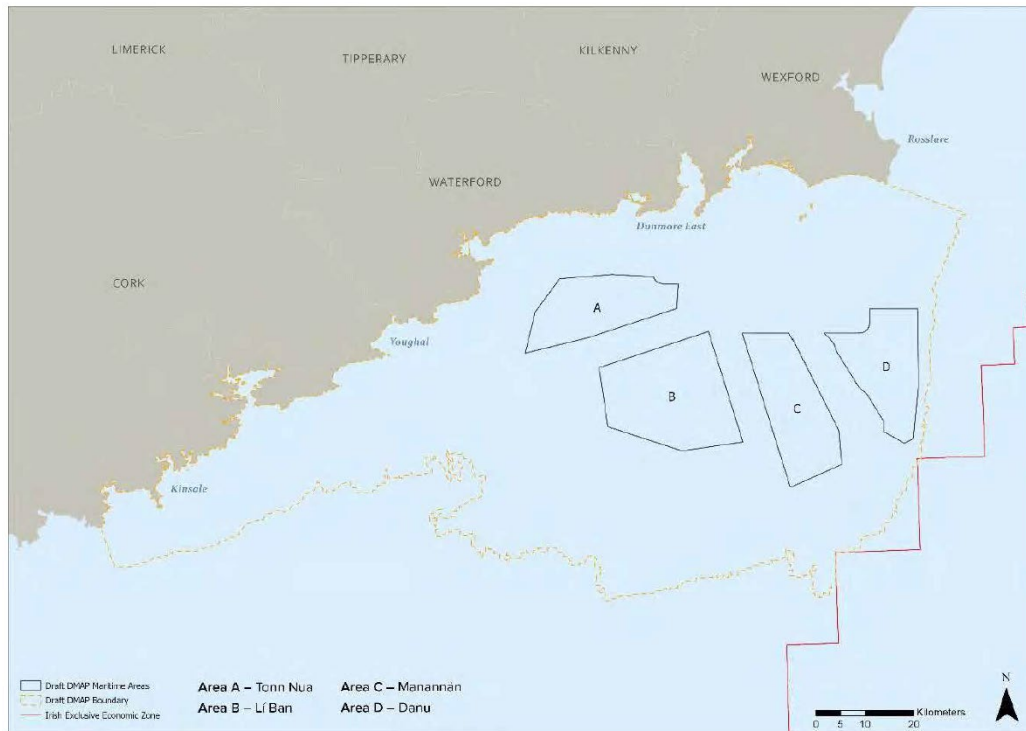 LIMERICK
TIPPERARY
KILKENNY
WEXFORD
Rosslare
WATERFORD
Dunmore East
CORK
Youghal
Kinsale
A
B
C
D
Draft DMAP Maritime Areas
Draft DMAP Boundary
Irish Exclusive Economic Zone
Area A – Tonn Nua
Area B – Lí Ban
Area C – Manannán
Area D – Danu
N
Kilometers
0 5 10 20